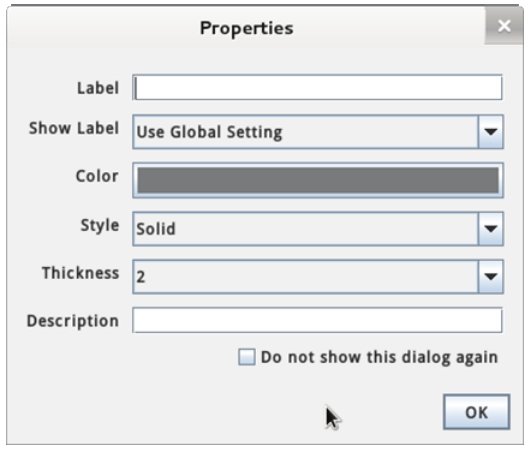 Properties
Label
Show Label Use Global Setting
Color
Style Solid
Thickness 2
Description
Do not show this dialog again
OK